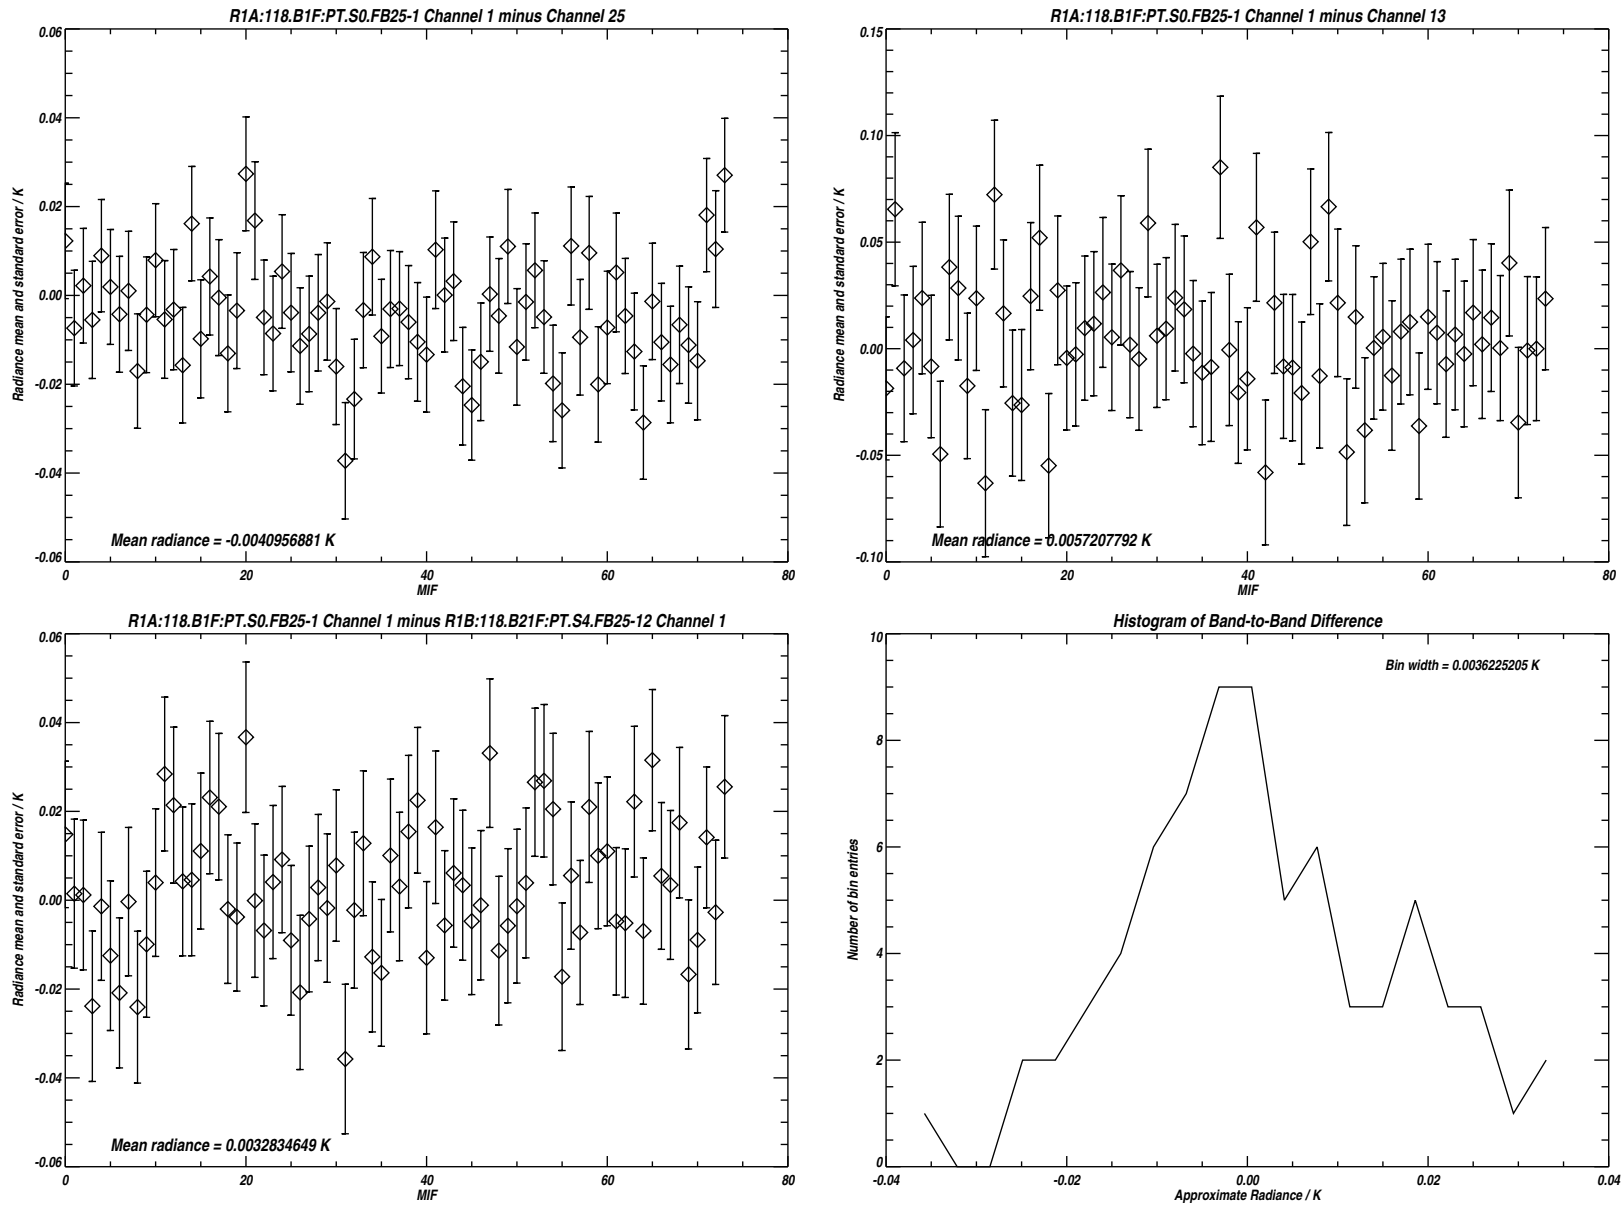 R1A:118.B1F:PT.S0.FB25-1 Channel 1 minus Channel 25
0.06
0.04
0.02
0.00
-0.02
-0.04
-0.06
Radiance mean and standard error / K
Mean radiance = -0.0040956881 K
0 20 40 60 80
MIF
R1A:118.B1F:PT.S0.FB25-1 Channel 1 minus Channel 13
0.15
0.10
0.05
0.00
-0.05
-0.10
Radiance mean and standard error / K
Mean radiance = 0.0057207792 K
0 20 40 60 80
MIF
R1A:118.B1F:PT.S0.FB25-1 Channel 1 minus R1B:118.B21F:PT.S4.FB25-12 Channel 1
0.06
0.04
0.02
0.00
-0.02
-0.04
-0.06
Radiance mean and standard error / K
Mean radiance = 0.0032834649 K
0 20 40 60 80
MIF
Histogram of Band-to-Band Difference
10
8
6
4
2
0
Number of bin entries
Bin width = 0.0036225205 K
-0.04 -0.02 0.00 0.02 0.04
Approximate Radiance / K